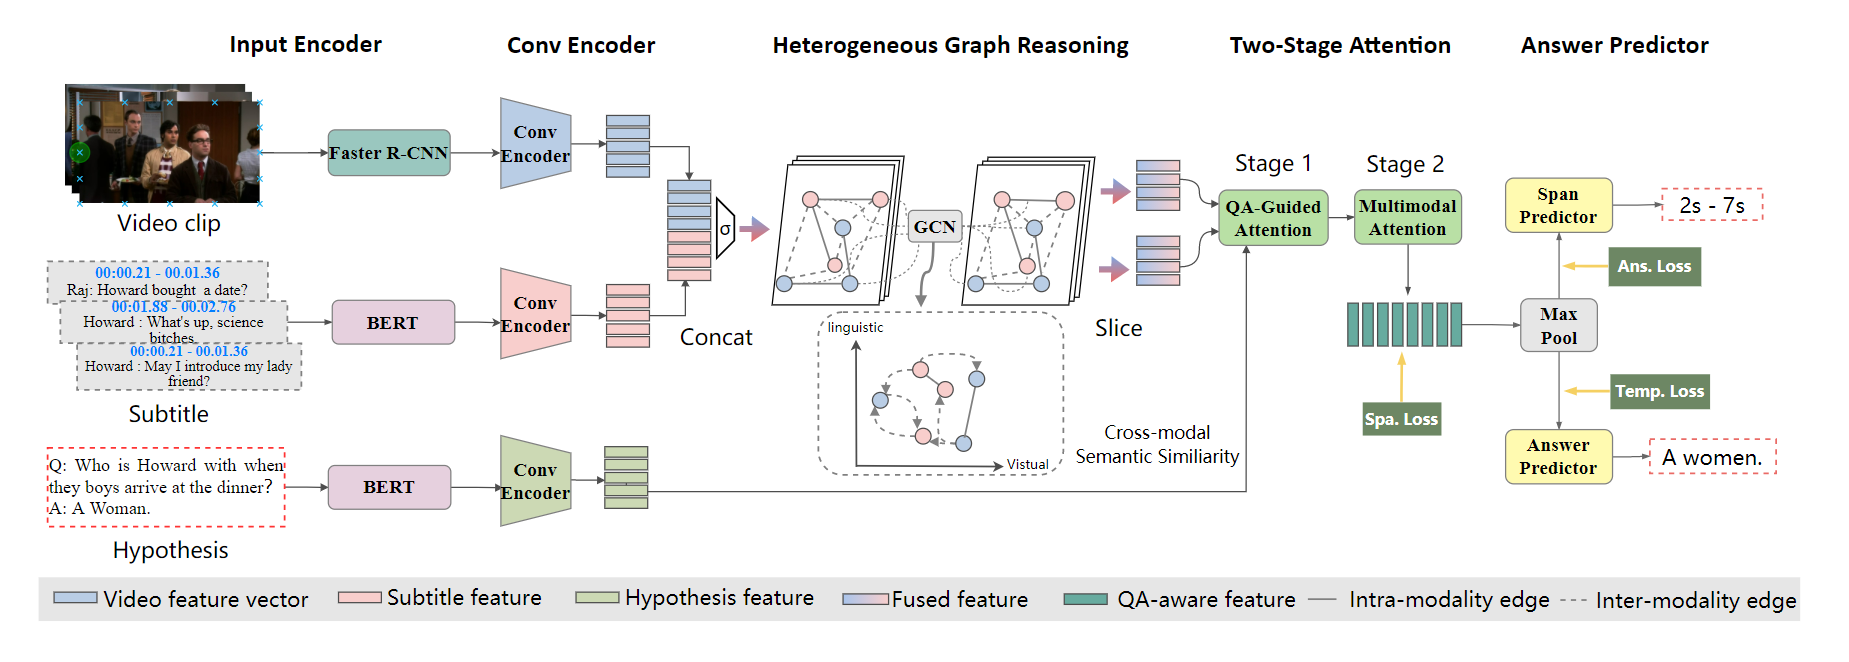 Input Encoder
Conv Encoder
Heterogeneous Graph Reasoning
Two-Stage Attention
Answer Predictor
Video clip
Faster R-CNN
Conv
Encoder
00:00.21 - 00.01.36
Raj: Howard bought a date?
00:01.88 - 00.02.76
Howard : What's up, science
bitches.
00:00.21 - 00.01.36
Howard : May I introduce my lady
friend?
Subtitle
BERT
Conv
Encoder
Concat
σ
Q: Who is Howard with when
they boys arrive at the dinner?
A: A Woman.
Hypothesis
BERT
Conv
Encoder
GCN
linguistic
Vistual
Slice
Cross-modal
Semantic Similiarity
Stage 1
QA-Guided
Attention
Stage 2
Multimodal
Attention
Spa. Loss
Span
Predictor
2s - 7s
Ans. Loss
Max
Pool
Temp. Loss
Answer
Predictor
A women.
Video feature vector
Subtitle feature
Hypothesis feature
Fused feature
QA-aware feature
Intra-modality edge
Inter-modality edge